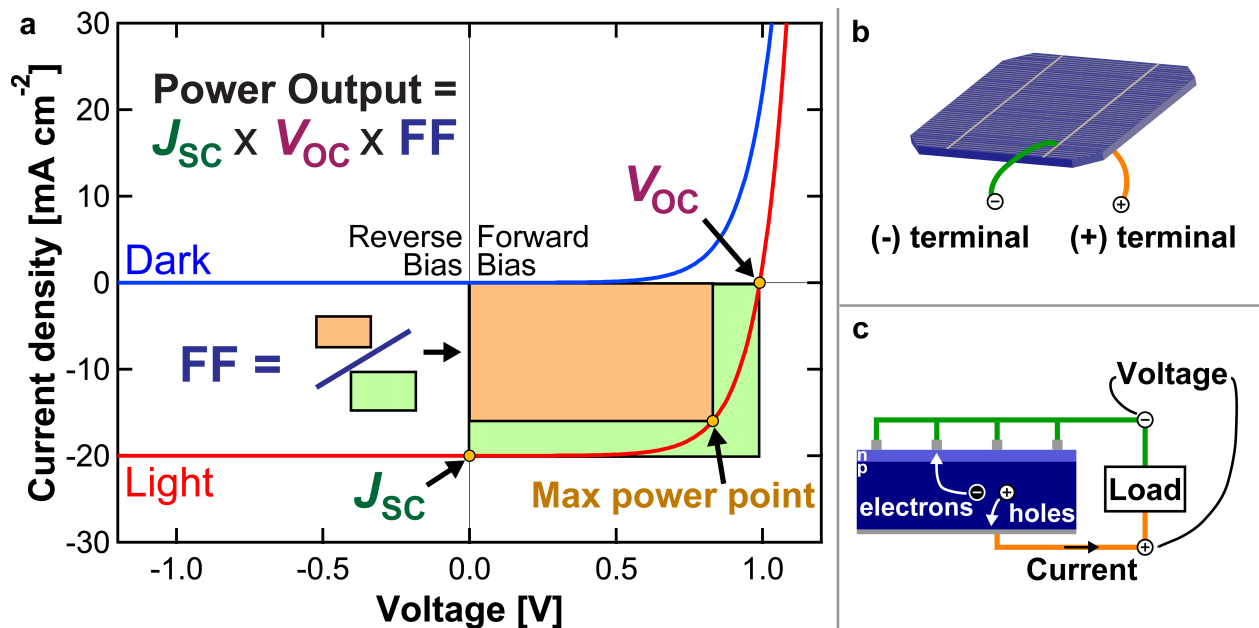 a
30
20
10
0
-10
-20
-30
Current density [mA cm-2]
Power Output =
JSC x VOC x FF
VOC
Reverse Bias
Forward Bias
Dark
FF =
Light
JSC
Max power point
-1.0
-0.5
0.0
0.5
1.0
Voltage [V]
b
−
+
(-) terminal
(+) terminal
c
Voltage
−
n
p
electrons
−
+
holes
Load
+
Current